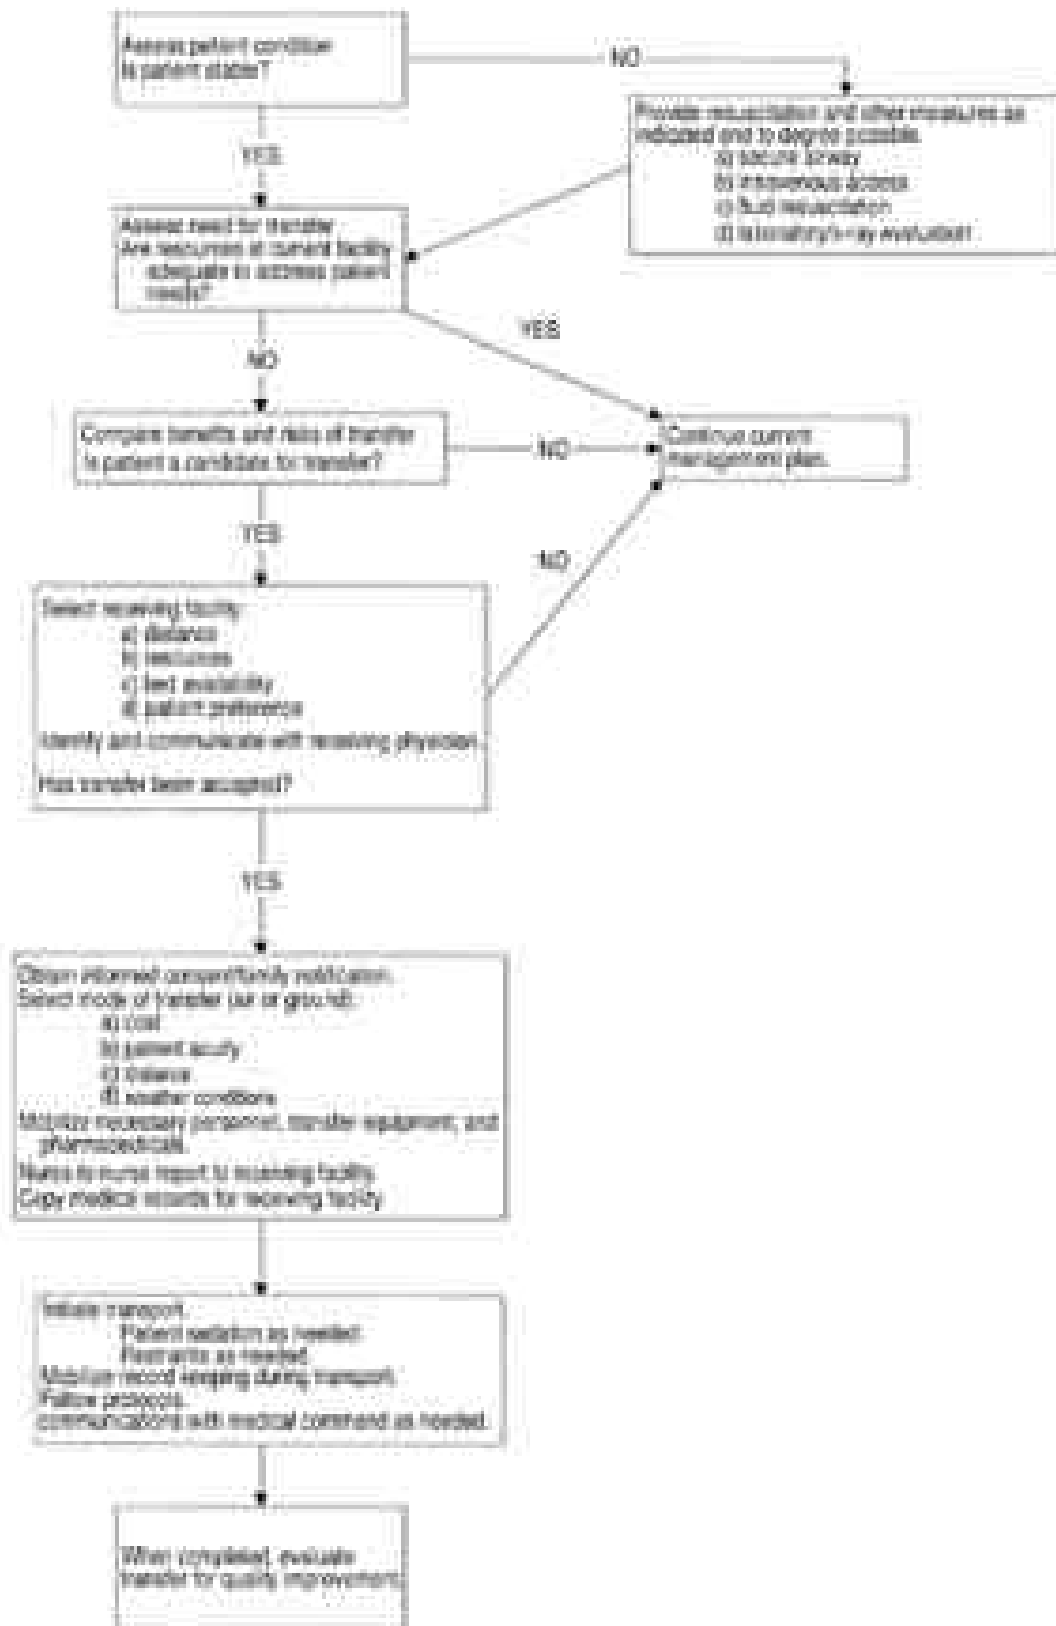 Assess patient condition
Is patient stable?
NO
Provide resuscitation and other measures as
indicated and to degree possible.
a) secure airway
b) intravenous access
c) fluid resuscitation
d) laboratory/x-ray evaluation
YES
Assess need for transfer
Are resources at current facility
adequate to address patient
needs?
YES
NO
Compare benefits and risks of transfer
Is patient a candidate for transfer?
NO
Continue current
management plan.
YES
NO
Select receiving facility
a) distance
b) resources
c) bed availability
d) patient preference
Identify and communicate with receiving physician.
Has transfer been accepted?
YES
Obtain informed consent/family notification.
Select mode of transfer (air or ground).
a) cost
b) patient acuity
c) distance
d) weather conditions
Mobilize necessary personnel, transfer equipment, and
pharmaceuticals.
Nurse to nurse report to receiving facility.
Copy medical records for receiving facility
Initiate transport.
Patient sedation as needed.
Restraints as needed.
Mobilize record keeping during transport.
Follow protocols.
communications with medical command as needed.
When completed, evaluate
transfer for quality improvement.